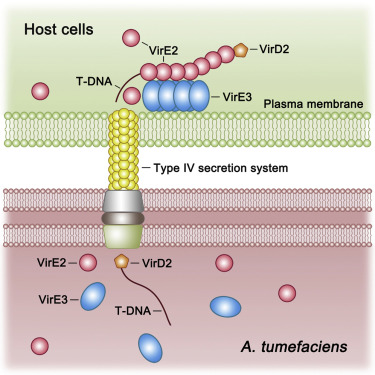 Host cells
VirE2
VirD2
T-DNA
VirE3
Plasma membrane
Type IV secretion system
VirE2
VirD2
VirE3
T-DNA
A. tumefaciens